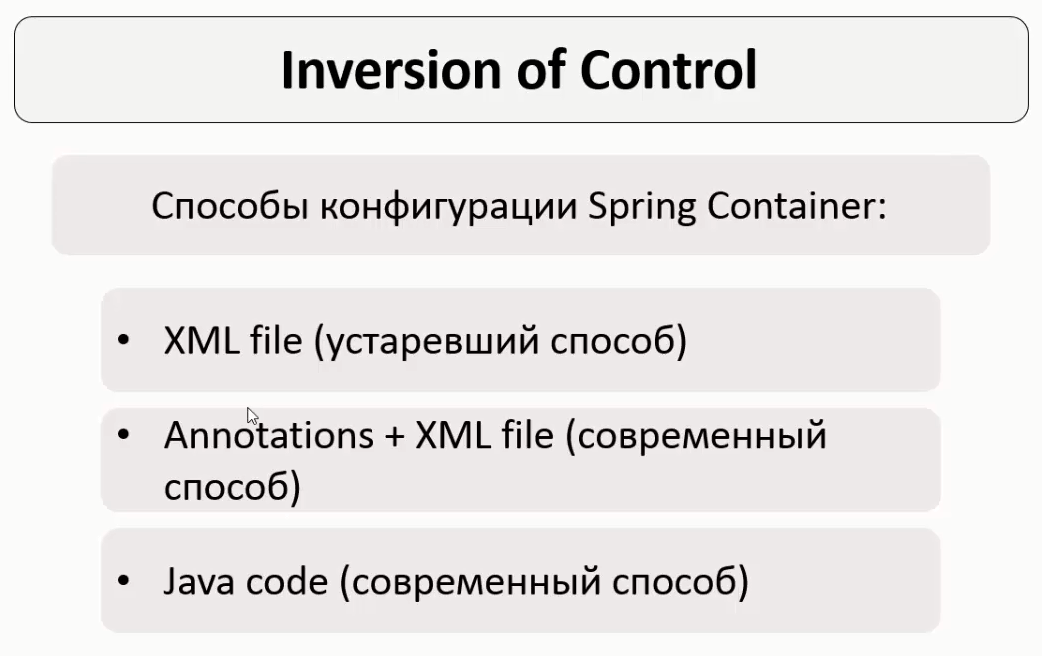 Inversion of Control
Способы конфигурации Spring Container:
• XML file (устаревший способ)
• Annotations + XML file (современный
способ)
• Java code (современный способ)